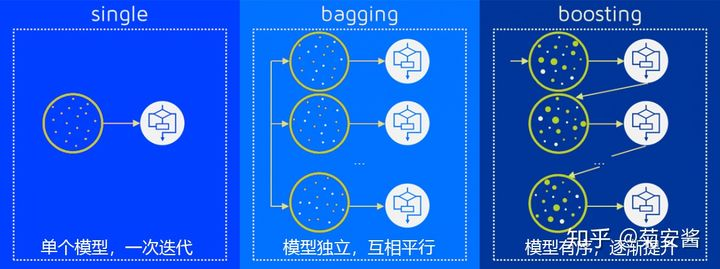 single
bagging
boosting
...
...
单个模型，一次迭代
模型独立，互相平行
模型有序，逐渐提升
知乎 @菊安酱